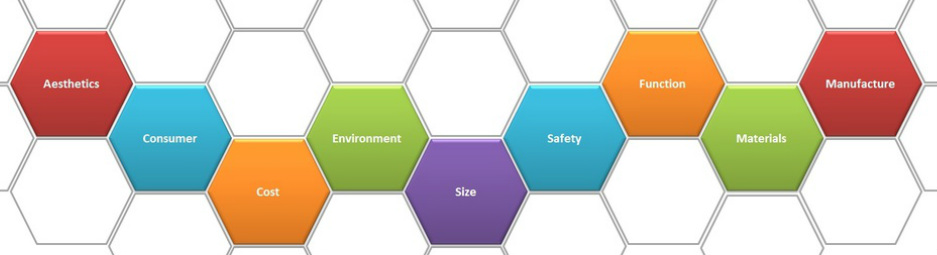 Aesthetics
Consumer
Cost
Environment
Size
Safety
Function
Materials
Manufacture